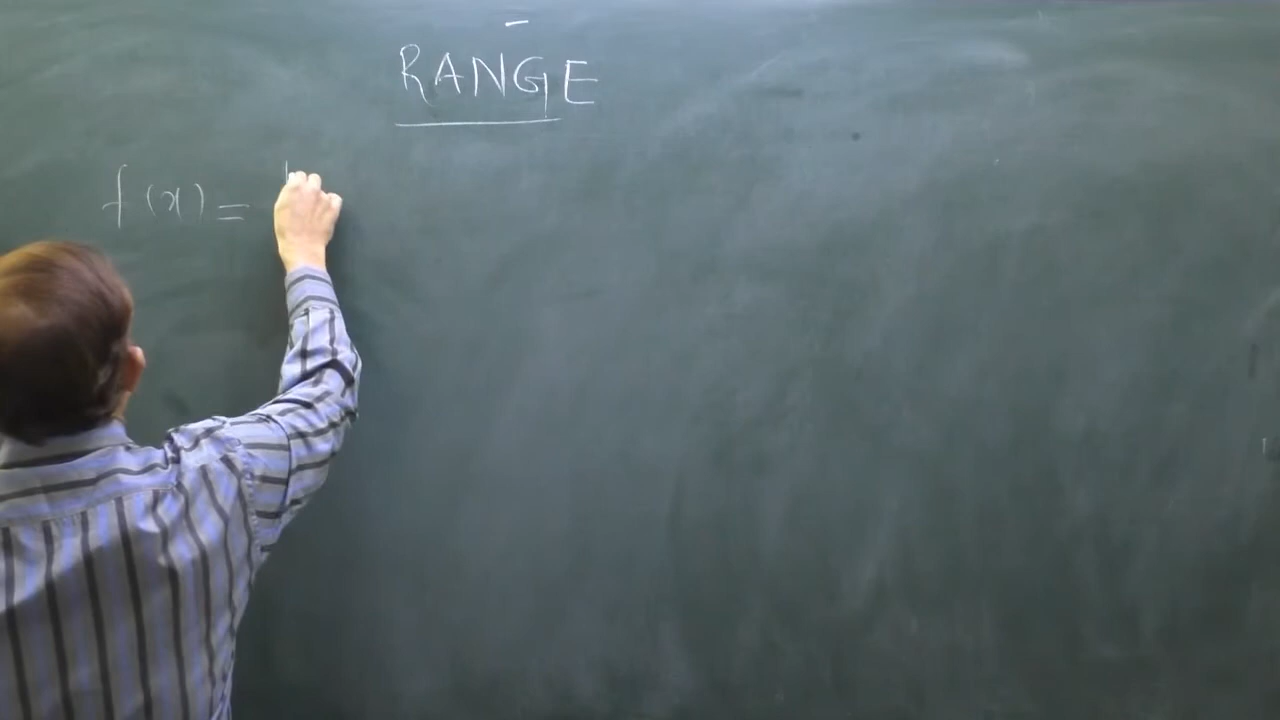 RANGE
f(x) =